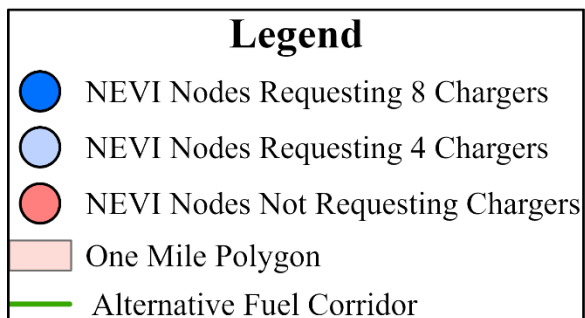 Legend
NEVI Nodes Requesting 8 Chargers
NEVI Nodes Requesting 4 Chargers
NEVI Nodes Not Requesting Chargers
One Mile Polygon
Alternative Fuel Corridor